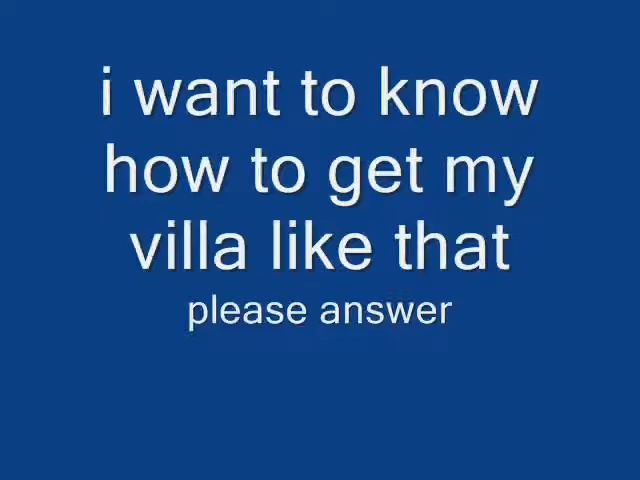 i want to know
how to get my
villa like that
please answer